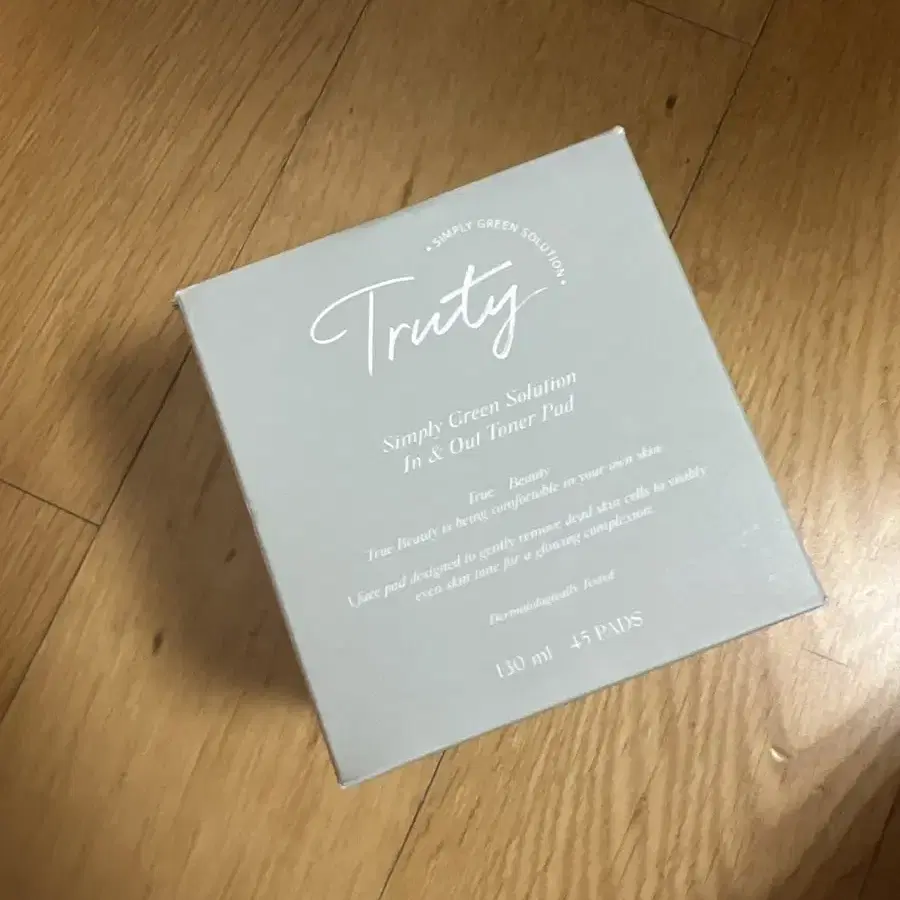 • SIMPLY GREEN SOLUTION •
Truty
Simply Green Solution
In & Out Toner Pad
True Beauty
True Beauty is being comfortable in your own skin
A face pad designed to gently remove dead skin cells to visibly
even skin tone for a glowing complexion.
Dermatologically Tested
130 ml 45 PADS